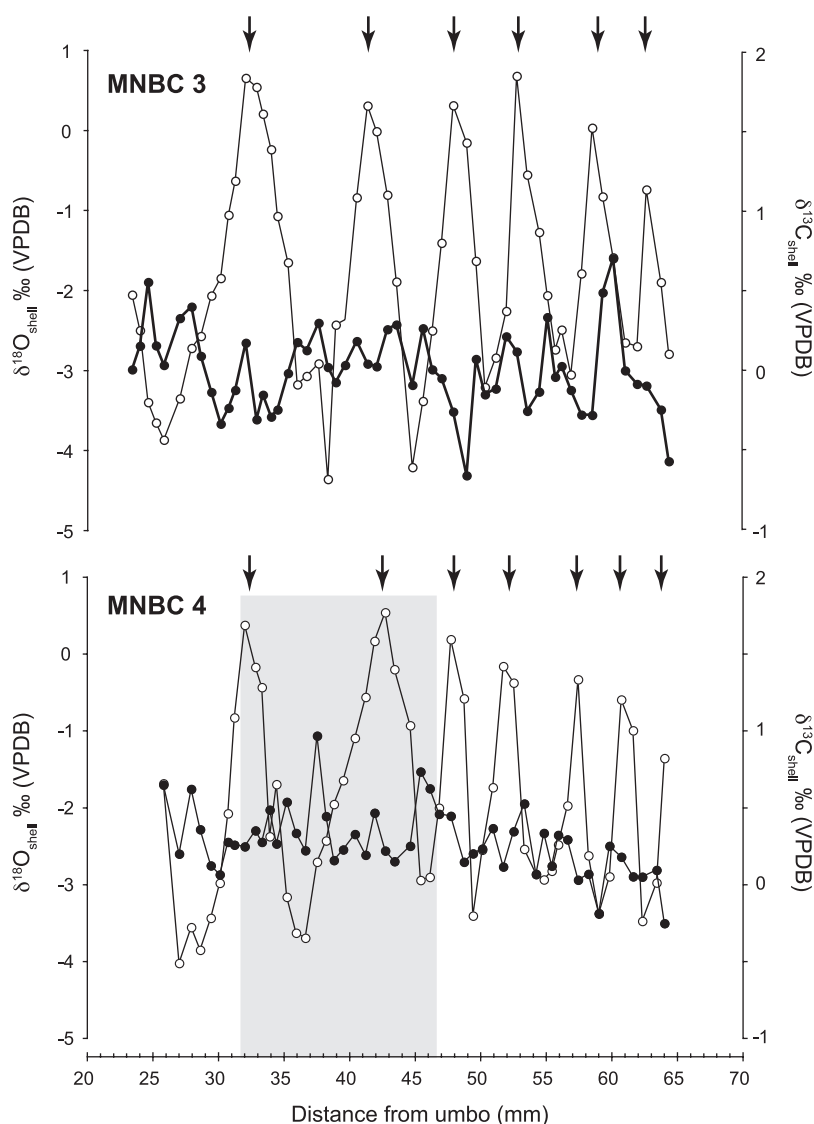 MNBC 3
1
0
-1
-2
-3
-4
-5
δ18Oshell ‰ (VPDB)
2
1
0
-1
δ13Cshell ‰ (VPDB)
MNBC 4
1
0
-1
-2
-3
-4
-5
δ18Oshell ‰ (VPDB)
2
1
0
-1
δ13Cshell ‰ (VPDB)
20 25 30 35 40 45 50 55 60 65 70
Distance from umbo (mm)